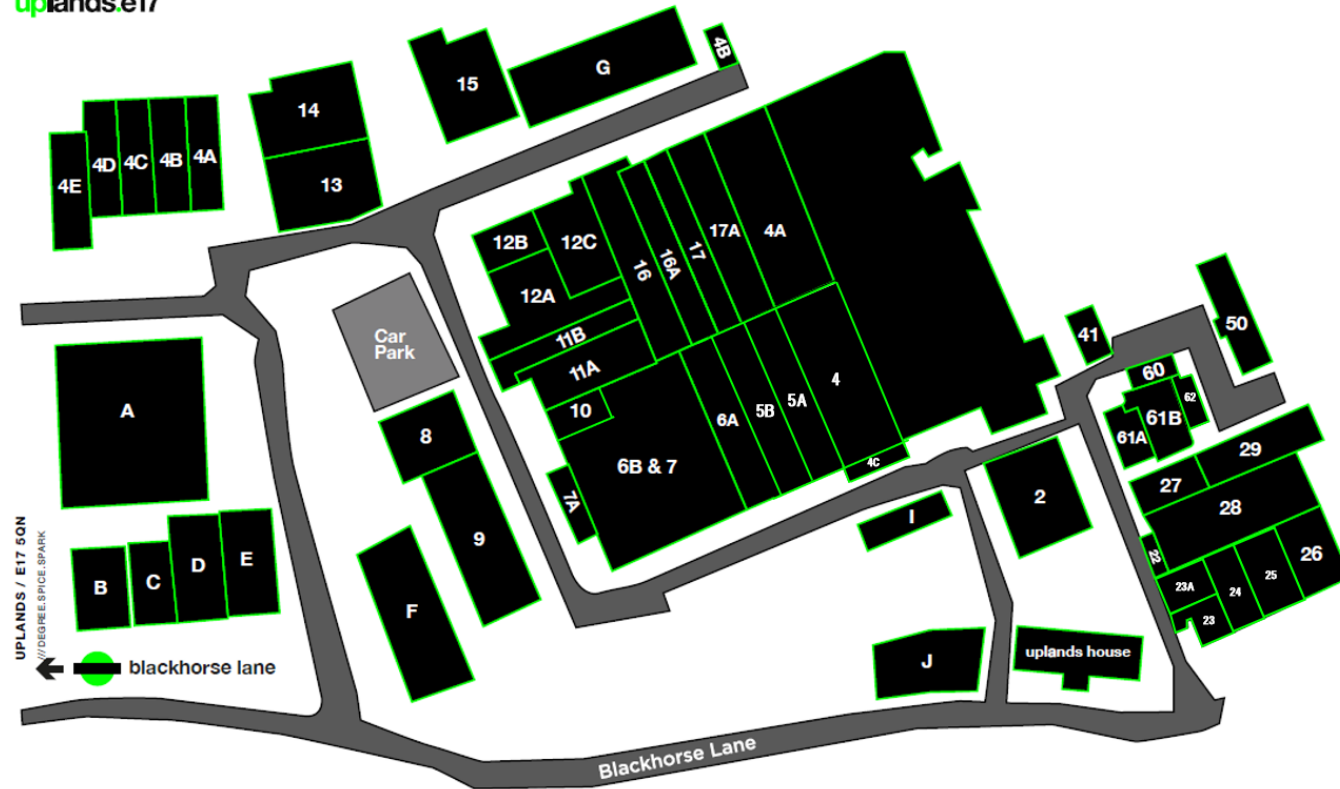 uplands.e17
4B
15
G
14
13
4E
4D
4C
4B
4A
12B
12C
12A
16
16A
17
17A
4A
11B
11A
10
Car
Park
8
9
6B & 7
7A
6A
5B
5A
4
4C
41
50
60
62
61B
61A
29
27
28
22
26
25
24
23A
23
2
I
A
B
C
D
E
F
J
uplands house
UPLANDS / E17 5QN
///DEGREE.SPICE.SPARK
blackhorse lane
Blackhorse Lane